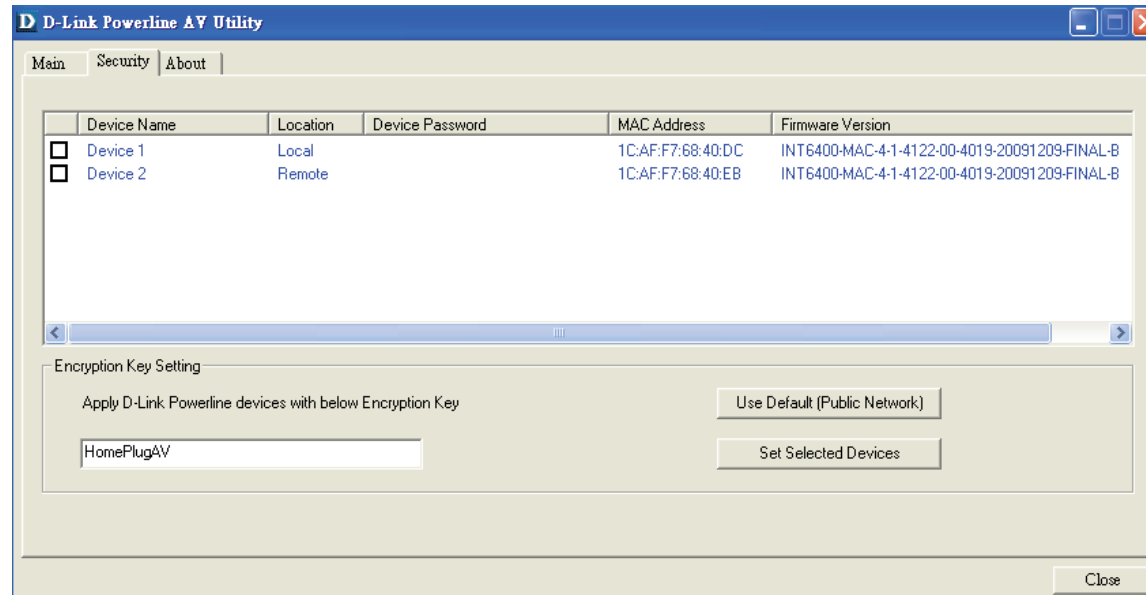 D D-Link Powerline AV Utility
Main Security About
Device Name Location Device Password MAC Address Firmware Version
Device 1 Local 1C:AF:F7:68:40:DC INT6400-MAC-4-1-4122-00-4019-20091209-FINAL-B
Device 2 Remote 1C:AF:F7:68:40:EB INT6400-MAC-4-1-4122-00-4019-20091209-FINAL-B
Encryption Key Setting
Apply D-Link Powerline devices with below Encryption Key Use Default (Public Network)
HomePlugAV Set Selected Devices
Close